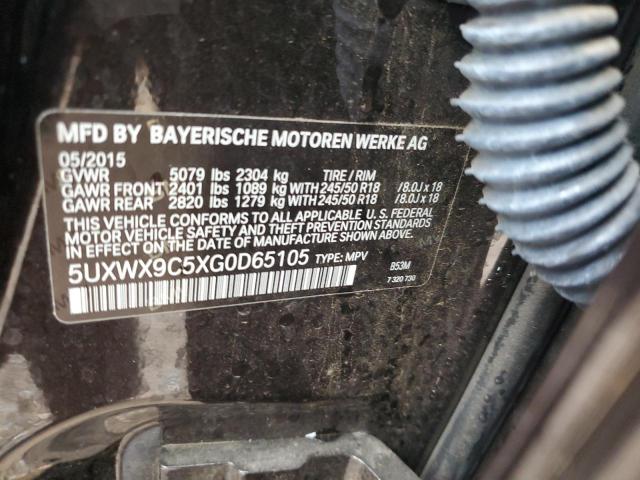 MFD BY BAYERISCHE MOTOREN WERKE AG
05/2015
GVWR 5079 lbs 2304 kg TIRE / RIM
GAWR FRONT 2401 lbs 1089 kg WITH 245/50 R18 /8.0J x 18
GAWR REAR 2820 lbs 1279 kg WITH 245/50 R18 /8.0J x 18
THIS VEHICLE CONFORMS TO ALL APPLICABLE U. S. FEDERAL
MOTOR VEHICLE SAFETY BUMPER AND THEFT PREVENTION STANDARDS
IN EFFECT ON THE DATE OF MANUFACTURE SHOWN ABOVE.
5UXWX9C5XG0D65105 TYPE: MPV
B53M
7 320 730